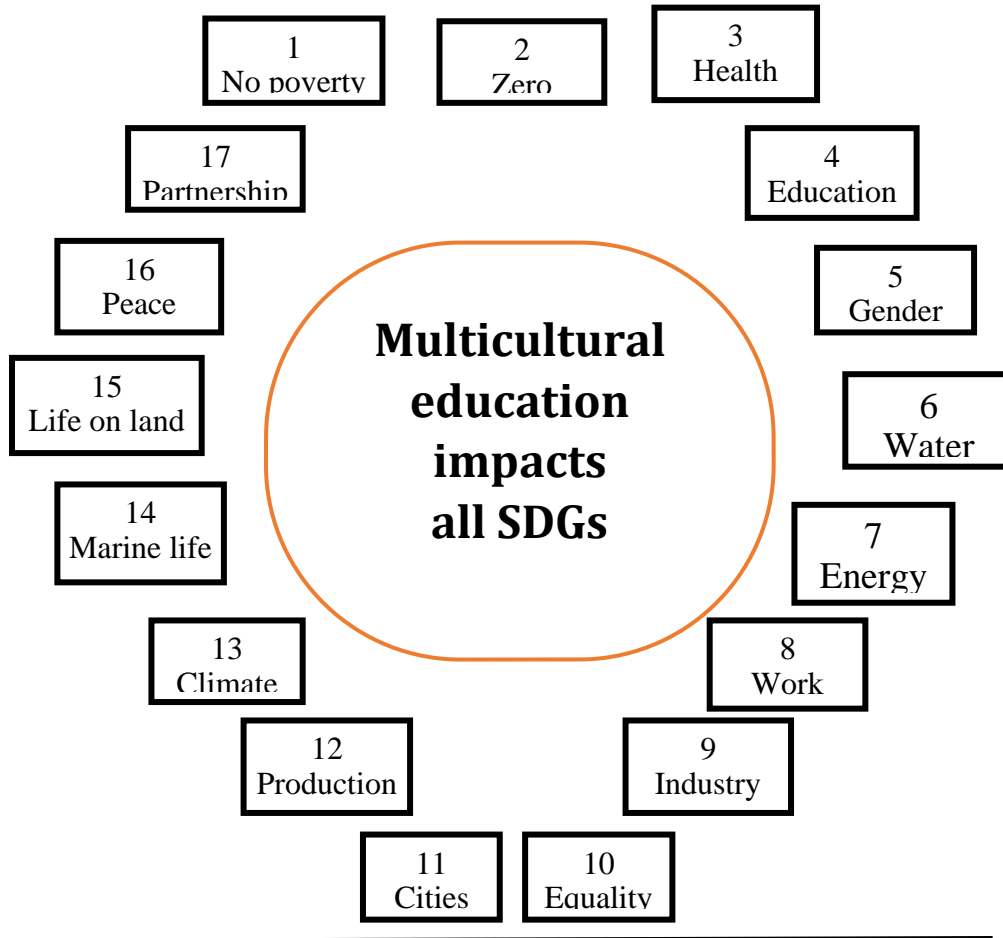 1
No poverty
2
Zero
3
Health
17
Partnership
4
Education
16
Peace
5
Gender
Multicultural
education
impacts
all SDGs
15
Life on land
6
Water
14
Marine life
7
Energy
13
Climate
8
Work
12
Production
9
Industry
11
Cities
10
Equality